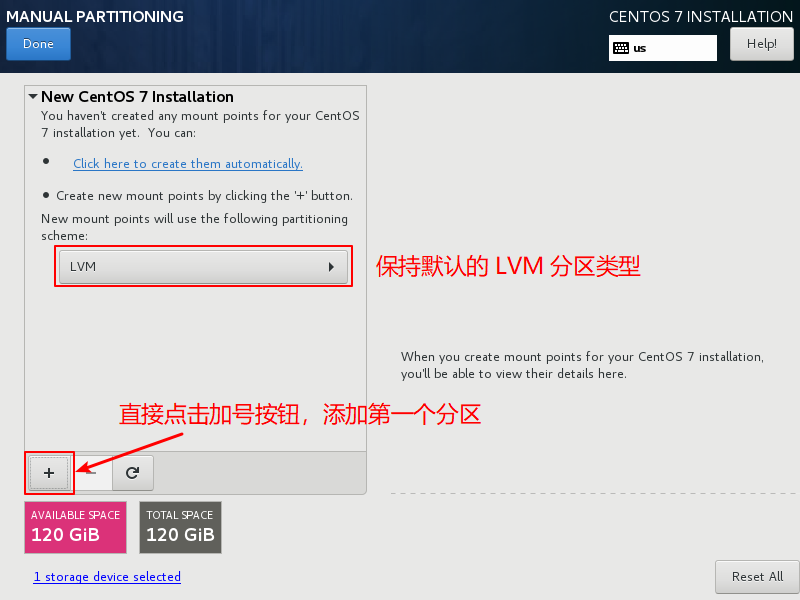 MANUAL PARTITIONING
CENTOS 7 INSTALLATION
Done
us
Help!
New CentOS 7 Installation
You haven't created any mount points for your CentOS
7 installation yet.  You can:
Click here to create them automatically.
Create new mount points by clicking the '+' button.
New mount points will use the following partitioning
scheme:
LVM
保持默认的 LVM 分区类型
When you create mount points for your CentOS 7 installation,
you'll be able to view their details here.
直接点击加号按钮，添加第一个分区
+
AVAILABLE SPACE
120 GiB
TOTAL SPACE
120 GiB
1 storage device selected
Reset All